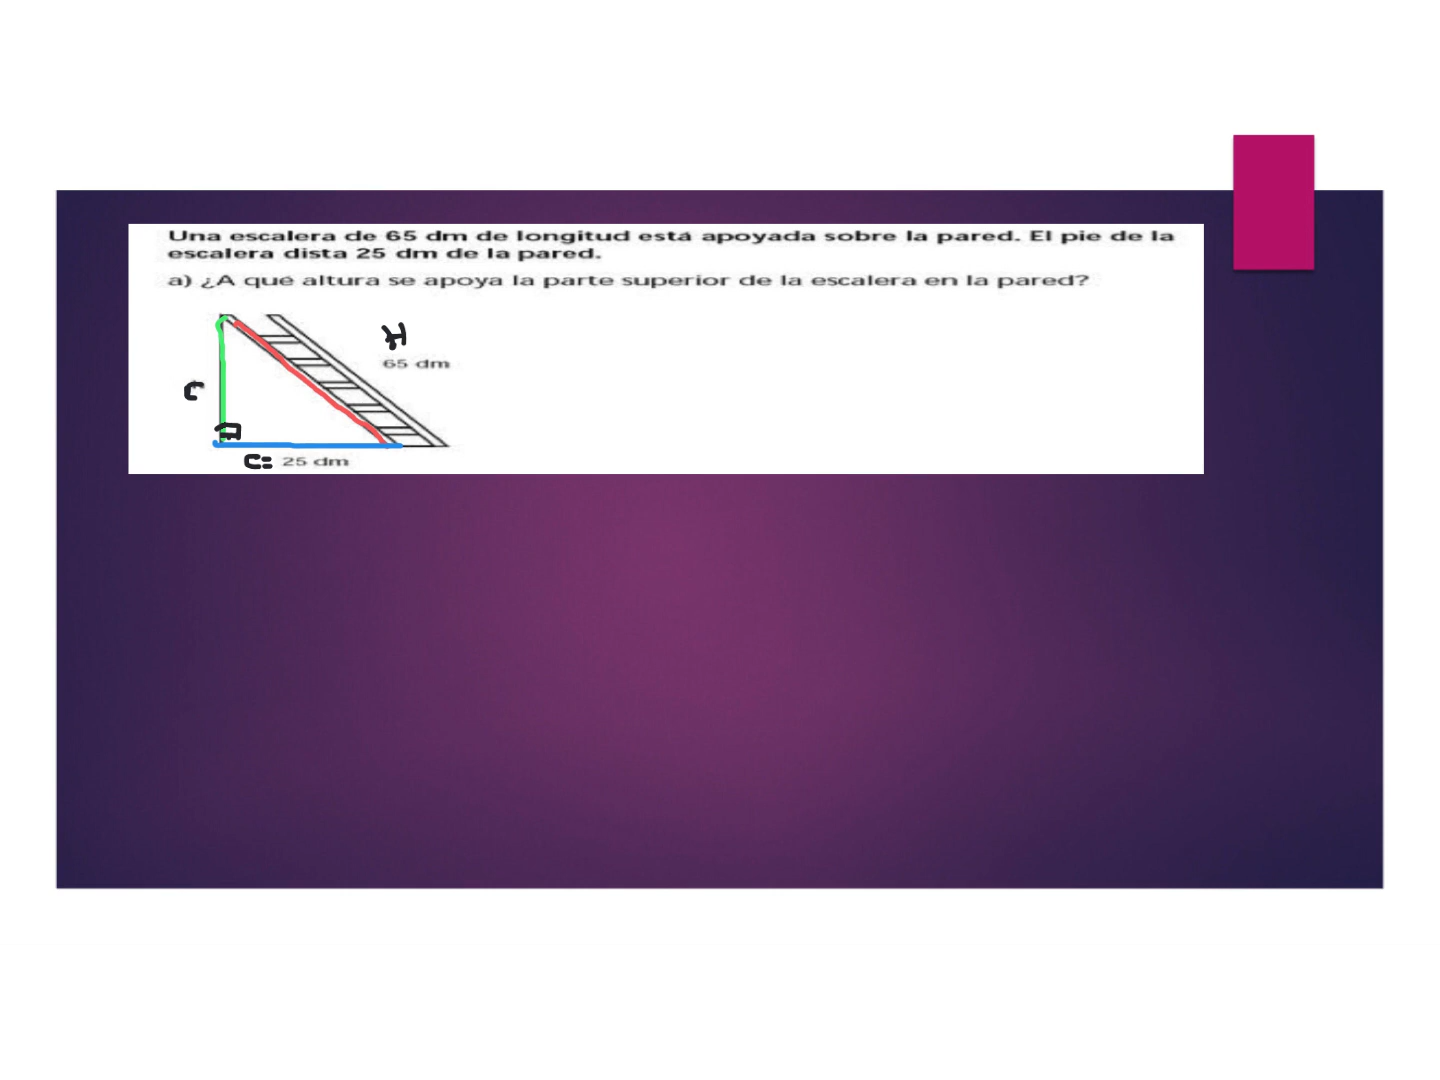 Una escalera de 65 dm de longitud está apoyada sobre la pared. El pie de la
escalera dista 25 dm de la pared.
a) ¿A qué altura se apoya la parte superior de la escalera en la pared?
H
65 dm
C
C= 25 dm